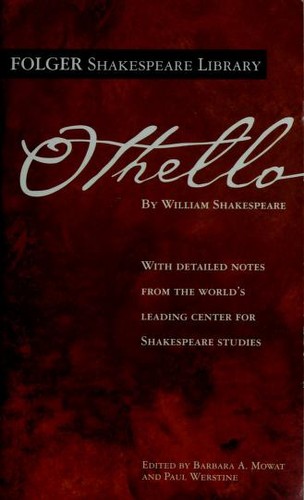 FOLGER SHAKESPEARE LIBRARY
Othello
BY WILLIAM SHAKESPEARE
WITH DETAILED NOTES
FROM THE WORLD'S
LEADING CENTER FOR
SHAKESPEARE STUDIES
EDITED BY BARBARA A. MOWAT
AND PAUL WERSTINE